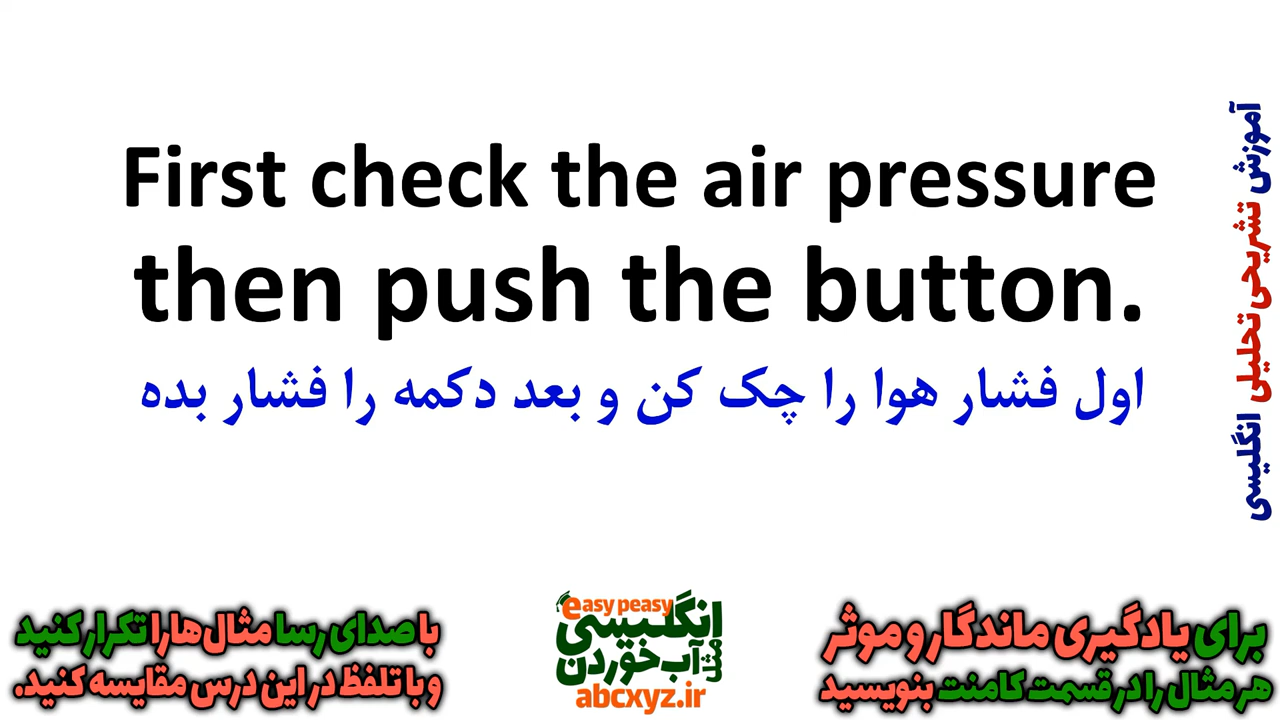 First check the air pressure
then push the button.
اول فشار هوا را چک کن و بعد دکمه را فشار بده
آموزش تشریحی تحلیلی انگلیسی
با صدای رسا مثال‌ها را تکرار کنید
و با تلفظ در این درس مقایسه کنید.
easy peasy
انگلیسی
مثل آب خوردن
abcxyz.ir
برای یادگیری ماندگار و موثر
هر مثال را در قسمت کامنت بنویسید